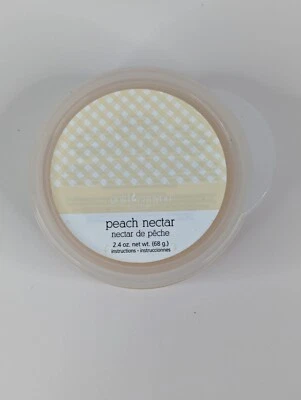 peach nectar
nectar de pêche
2.4 oz. net wt. (68 g.)
instructions - instrucciones